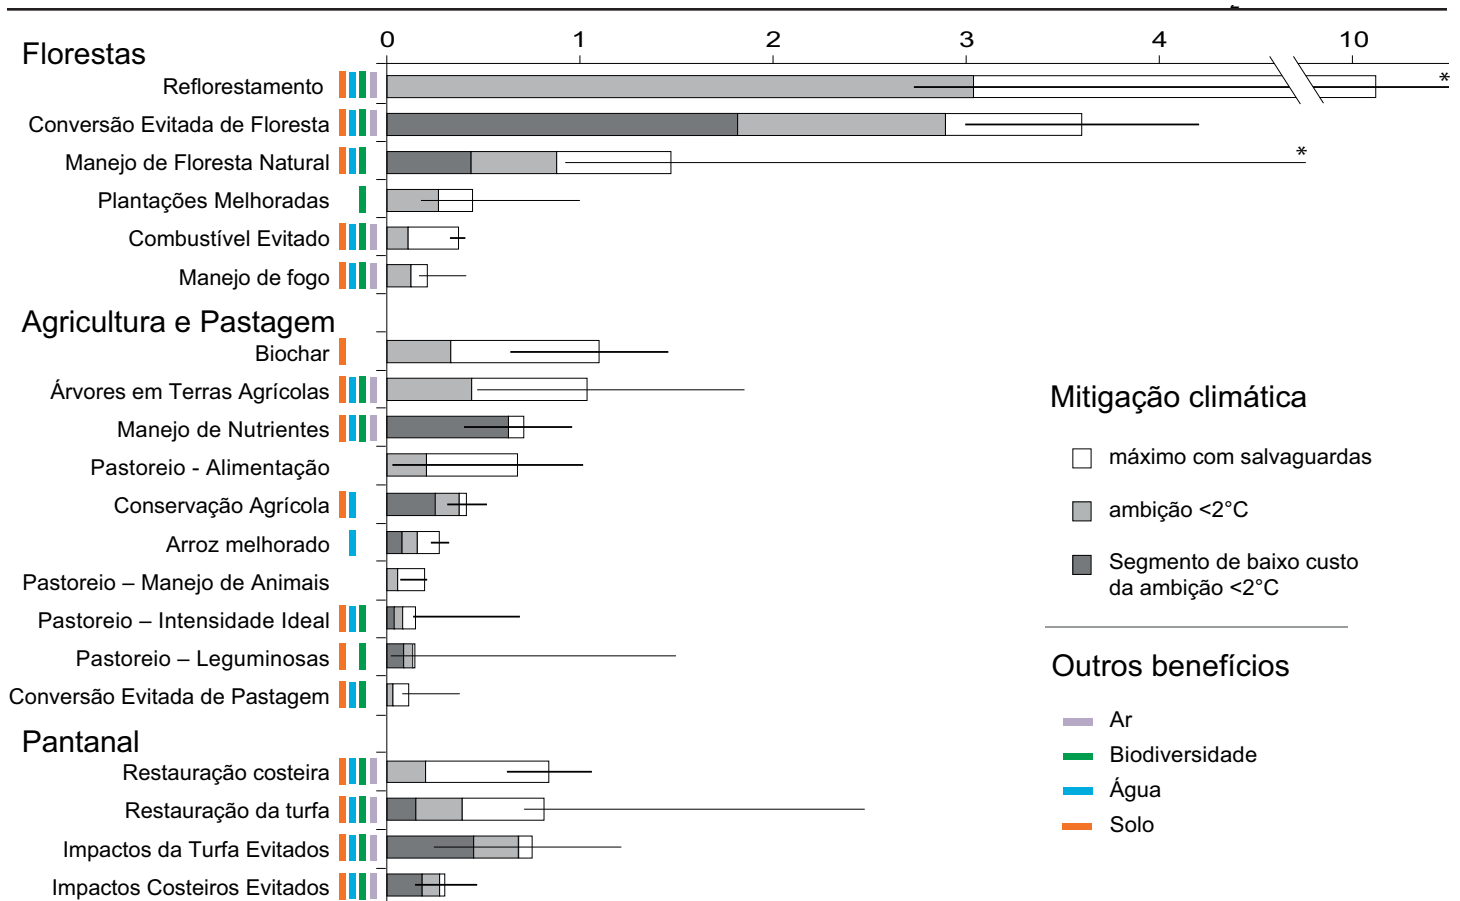 0 1 2 3 4 10
Florestas
Reflorestamento *
Conversão Evitada de Floresta
Manejo de Floresta Natural *
Plantações Melhoradas
Combustível Evitado
Manejo de fogo
Agricultura e Pastagem
Biochar
Árvores em Terras Agrícolas
Manejo de Nutrientes
Pastoreio - Alimentação
Conservação Agrícola
Arroz melhorado
Pastoreio – Manejo de Animais
Pastoreio – Intensidade Ideal
Pastoreio – Leguminosas
Conversão Evitada de Pastagem
Pantanal
Restauração costeira
Restauração da turfa
Impactos da Turfa Evitados
Impactos Costeiros Evitados
Mitigação climática
máximo com salvaguardas
ambição <2°C
Segmento de baixo custo
da ambição <2°C
Outros benefícios
Ar
Biodiversidade
Água
Solo